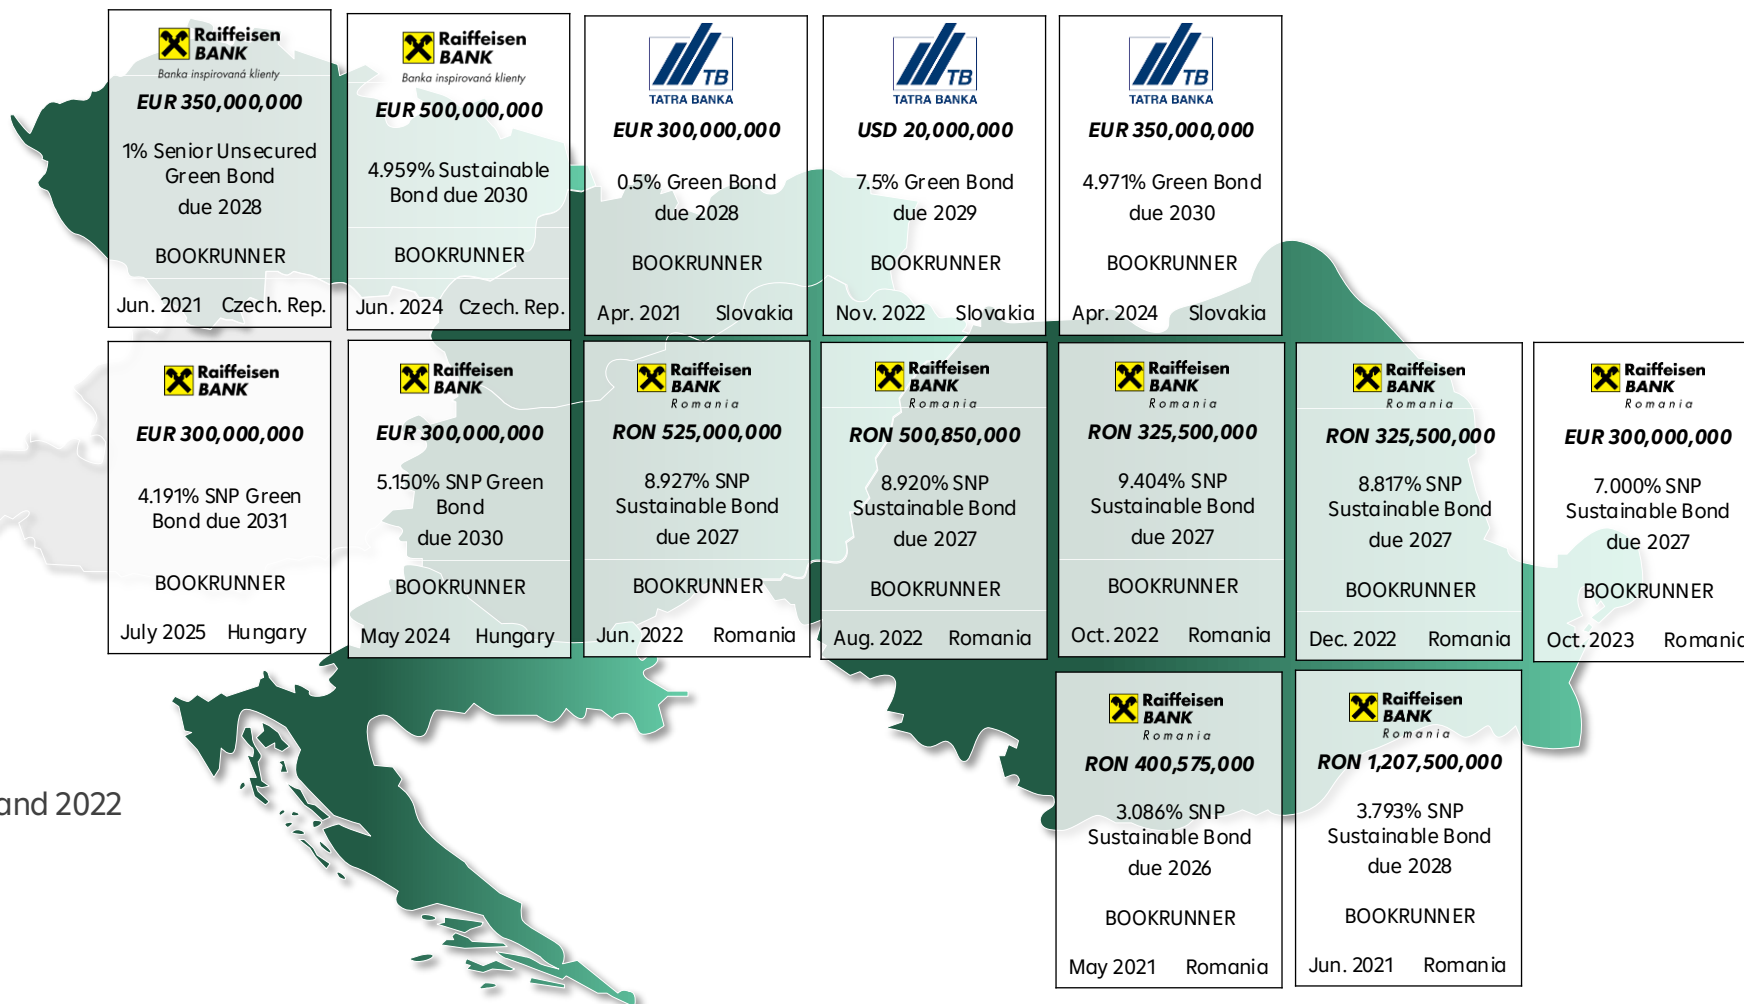 Raiffeisen
BANK
Banka inspirovaná klienty
EUR 350,000,000
1% Senior Unsecured
Green Bond
due 2028
BOOKRUNNER
Jun. 2021 Czech. Rep.
Raiffeisen
BANK
Banka inspirovaná klienty
EUR 500,000,000
4.959% Sustainable
Bond due 2030
BOOKRUNNER
Jun. 2024 Czech. Rep.
TB
TATRA BANKA
EUR 300,000,000
0.5% Green Bond
due 2028
BOOKRUNNER
Apr. 2021 Slovakia
TB
TATRA BANKA
USD 20,000,000
7.5% Green Bond
due 2029
BOOKRUNNER
Nov. 2022 Slovakia
TB
TATRA BANKA
EUR 350,000,000
4.971% Green Bond
due 2030
BOOKRUNNER
Apr. 2024 Slovakia
Raiffeisen
BANK
EUR 300,000,000
4.191% SNP Green
Bond due 2031
BOOKRUNNER
July 2025 Hungary
Raiffeisen
BANK
EUR 300,000,000
5.150% SNP Green
Bond
due 2030
BOOKRUNNER
May 2024 Hungary
Raiffeisen
BANK
Romania
RON 525,000,000
8.927% SNP
Sustainable Bond
due 2027
BOOKRUNNER
Jun. 2022 Romania
Raiffeisen
BANK
Romania
RON 500,850,000
8.920% SNP
Sustainable Bond
due 2027
BOOKRUNNER
Aug. 2022 Romania
Raiffeisen
BANK
Romania
RON 325,500,000
9.404% SNP
Sustainable Bond
due 2027
BOOKRUNNER
Oct. 2022 Romania
Raiffeisen
BANK
Romania
RON 325,500,000
8.817% SNP
Sustainable Bond
due 2027
BOOKRUNNER
Dec. 2022 Romania
Raiffeisen
BANK
Romania
EUR 300,000,000
7.000% SNP
Sustainable Bond
due 2027
BOOKRUNNER
Oct. 2023 Romania
Raiffeisen
BANK
Romania
RON 400,575,000
3.086% SNP
Sustainable Bond
due 2026
BOOKRUNNER
May 2021 Romania
Raiffeisen
BANK
Romania
RON 1,207,500,000
3.793% SNP
Sustainable Bond
due 2028
BOOKRUNNER
Jun. 2021 Romania
and 2022